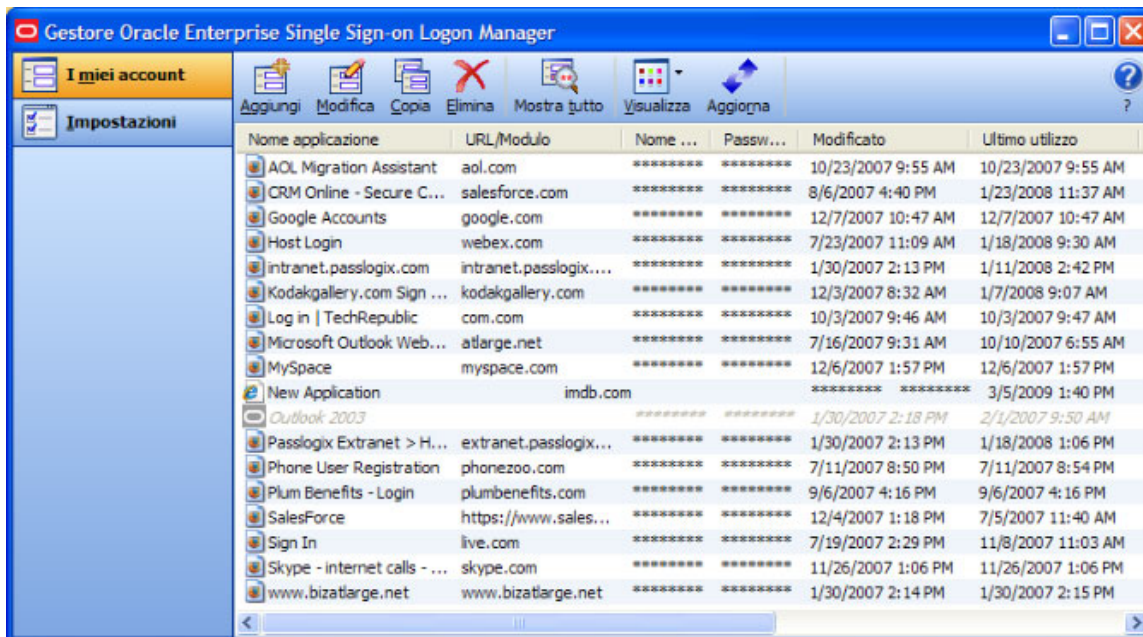 Gestore Oracle Enterprise Single Sign-on Logon Manager
I miei account
Impostazioni
Aggiungi Modifica Copia Elimina Mostra tutto Visualizza Aggiorna ?
Nome applicazione URL/Modulo Nome ... Passw... Modificato Ultimo utilizzo
AOL Migration Assistant aol.com ******** ******** 10/23/2007 9:55 AM 10/23/2007 9:55 AM
CRM Online - Secure C... salesforce.com ******** ******** 8/6/2007 4:40 PM 1/23/2008 11:37 AM
Google Accounts google.com ******** ******** 12/7/2007 10:47 AM 12/7/2007 10:47 AM
Host Login webex.com ******** ******** 7/23/2007 11:09 AM 1/18/2008 9:30 AM
intranet.passlogix.com intranet.passlogix.... ******** ******** 1/30/2007 2:13 PM 1/11/2008 2:42 PM
Kodakgallery.com Sign ... kodakgallery.com ******** ******** 12/3/2007 8:32 AM 1/7/2008 9:07 AM
Log in | TechRepublic com.com ******** ******** 10/3/2007 9:46 AM 10/3/2007 9:47 AM
Microsoft Outlook Web... atlarge.net ******** ******** 7/16/2007 9:31 AM 10/10/2007 6:55 AM
MySpace myspace.com ******** ******** 12/6/2007 1:57 PM 12/6/2007 1:57 PM
New Application imdb.com ******** ******** 3/5/2009 1:40 PM
Outlook 2003 ******** ******** 1/30/2007 2:18 PM 2/1/2007 9:50 AM
Passlogix Extranet > H... extranet.passlogix... ******** ******** 1/30/2007 2:13 PM 1/18/2008 1:06 PM
Phone User Registration phonezoo.com ******** ******** 7/11/2007 8:50 PM 7/11/2007 8:54 PM
Plum Benefits - Login plumbenefits.com ******** ******** 9/6/2007 4:16 PM 9/6/2007 4:16 PM
SalesForce https://www.sales... ******** ******** 12/4/2007 1:18 PM 7/5/2007 11:40 AM
Sign In live.com ******** ******** 7/19/2007 2:29 PM 11/8/2007 11:03 AM
Skype - internet calls - ... skype.com ******** ******** 11/26/2007 1:06 PM 11/26/2007 1:06 PM
www.bizatlarge.net www.bizatlarge.net ******** ******** 1/30/2007 2:14 PM 1/30/2007 2:15 PM